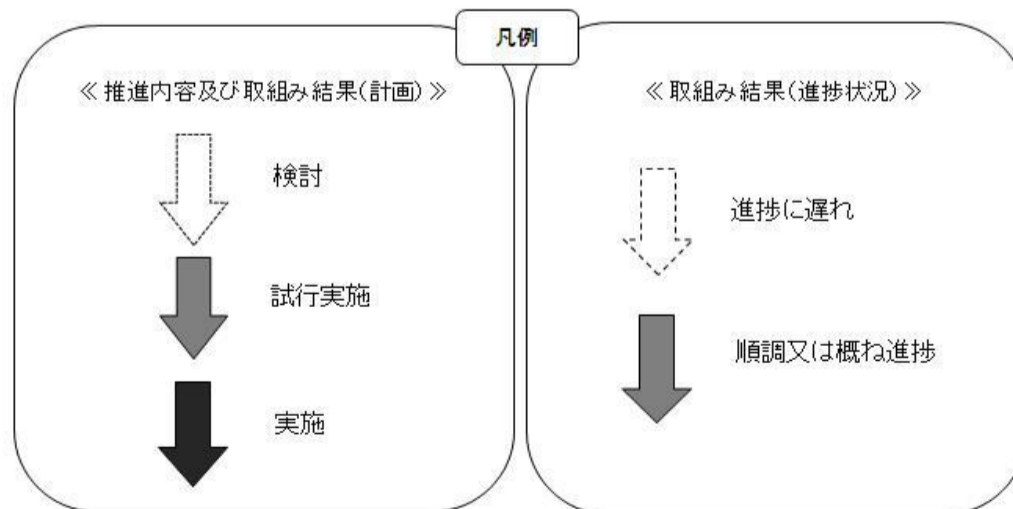 凡例
≪推進内容及び取組み結果(計画)≫
検討
試行実施
実施
≪取組み結果(進捗状況)≫
進捗に遅れ
順調又は概ね進捗